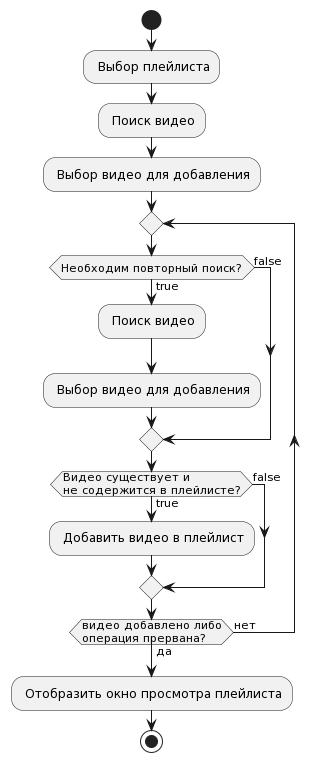 Выбор плейлиста
Поиск видео
Выбор видео для добавления
Необходим повторный поиск?
false
true
Поиск видео
Выбор видео для добавления
Видео существует и
не содержится в плейлисте?
false
true
Добавить видео в плейлист
видео добавлено либо
операция прервана?
нет
да
Отобразить окно просмотра плейлиста